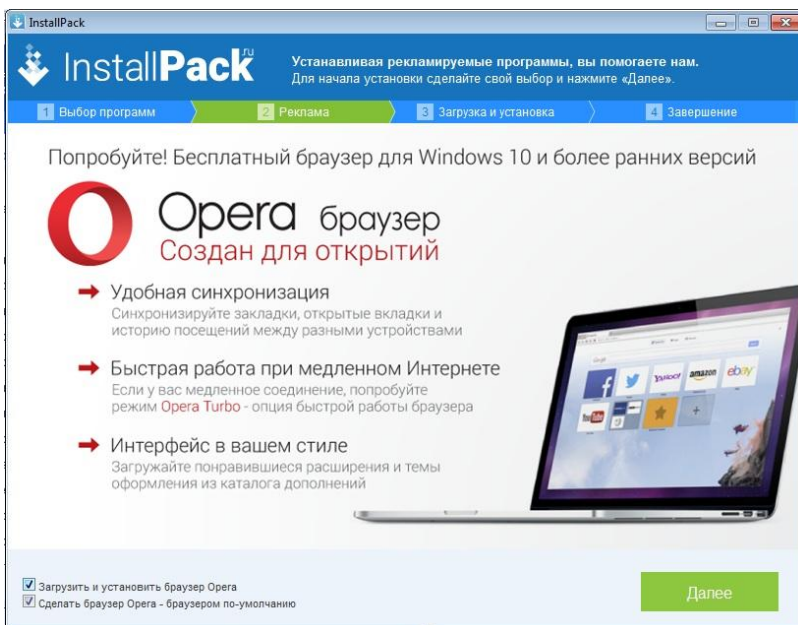 InstallPack
InstallPack.ru
Устанавливая рекламируемые программы, вы помогаете нам.
Для начала установки сделайте свой выбор и нажмите «Далее».
1 Выбор программ
2 Реклама
3 Загрузка и установка
4 Завершение
Попробуйте! Бесплатный браузер для Windows 10 и более ранних версий
Opera браузер
Создан для открытий
Удобная синхронизация
Синхронизируйте закладки, открытые вкладки и
историю посещений между разными устройствами
Быстрая работа при медленном Интернете
Если у вас медленное соединение, попробуйте
режим Opera Turbo - опция быстрой работы браузера
Интерфейс в вашем стиле
Загружайте понравившиеся расширения и темы
оформления из каталога дополнений
Google
YAHOO!
amazon
ebay
You Tube
Загрузить и установить браузер Opera
Сделать браузер Opera - браузером по-умолчанию
Далее